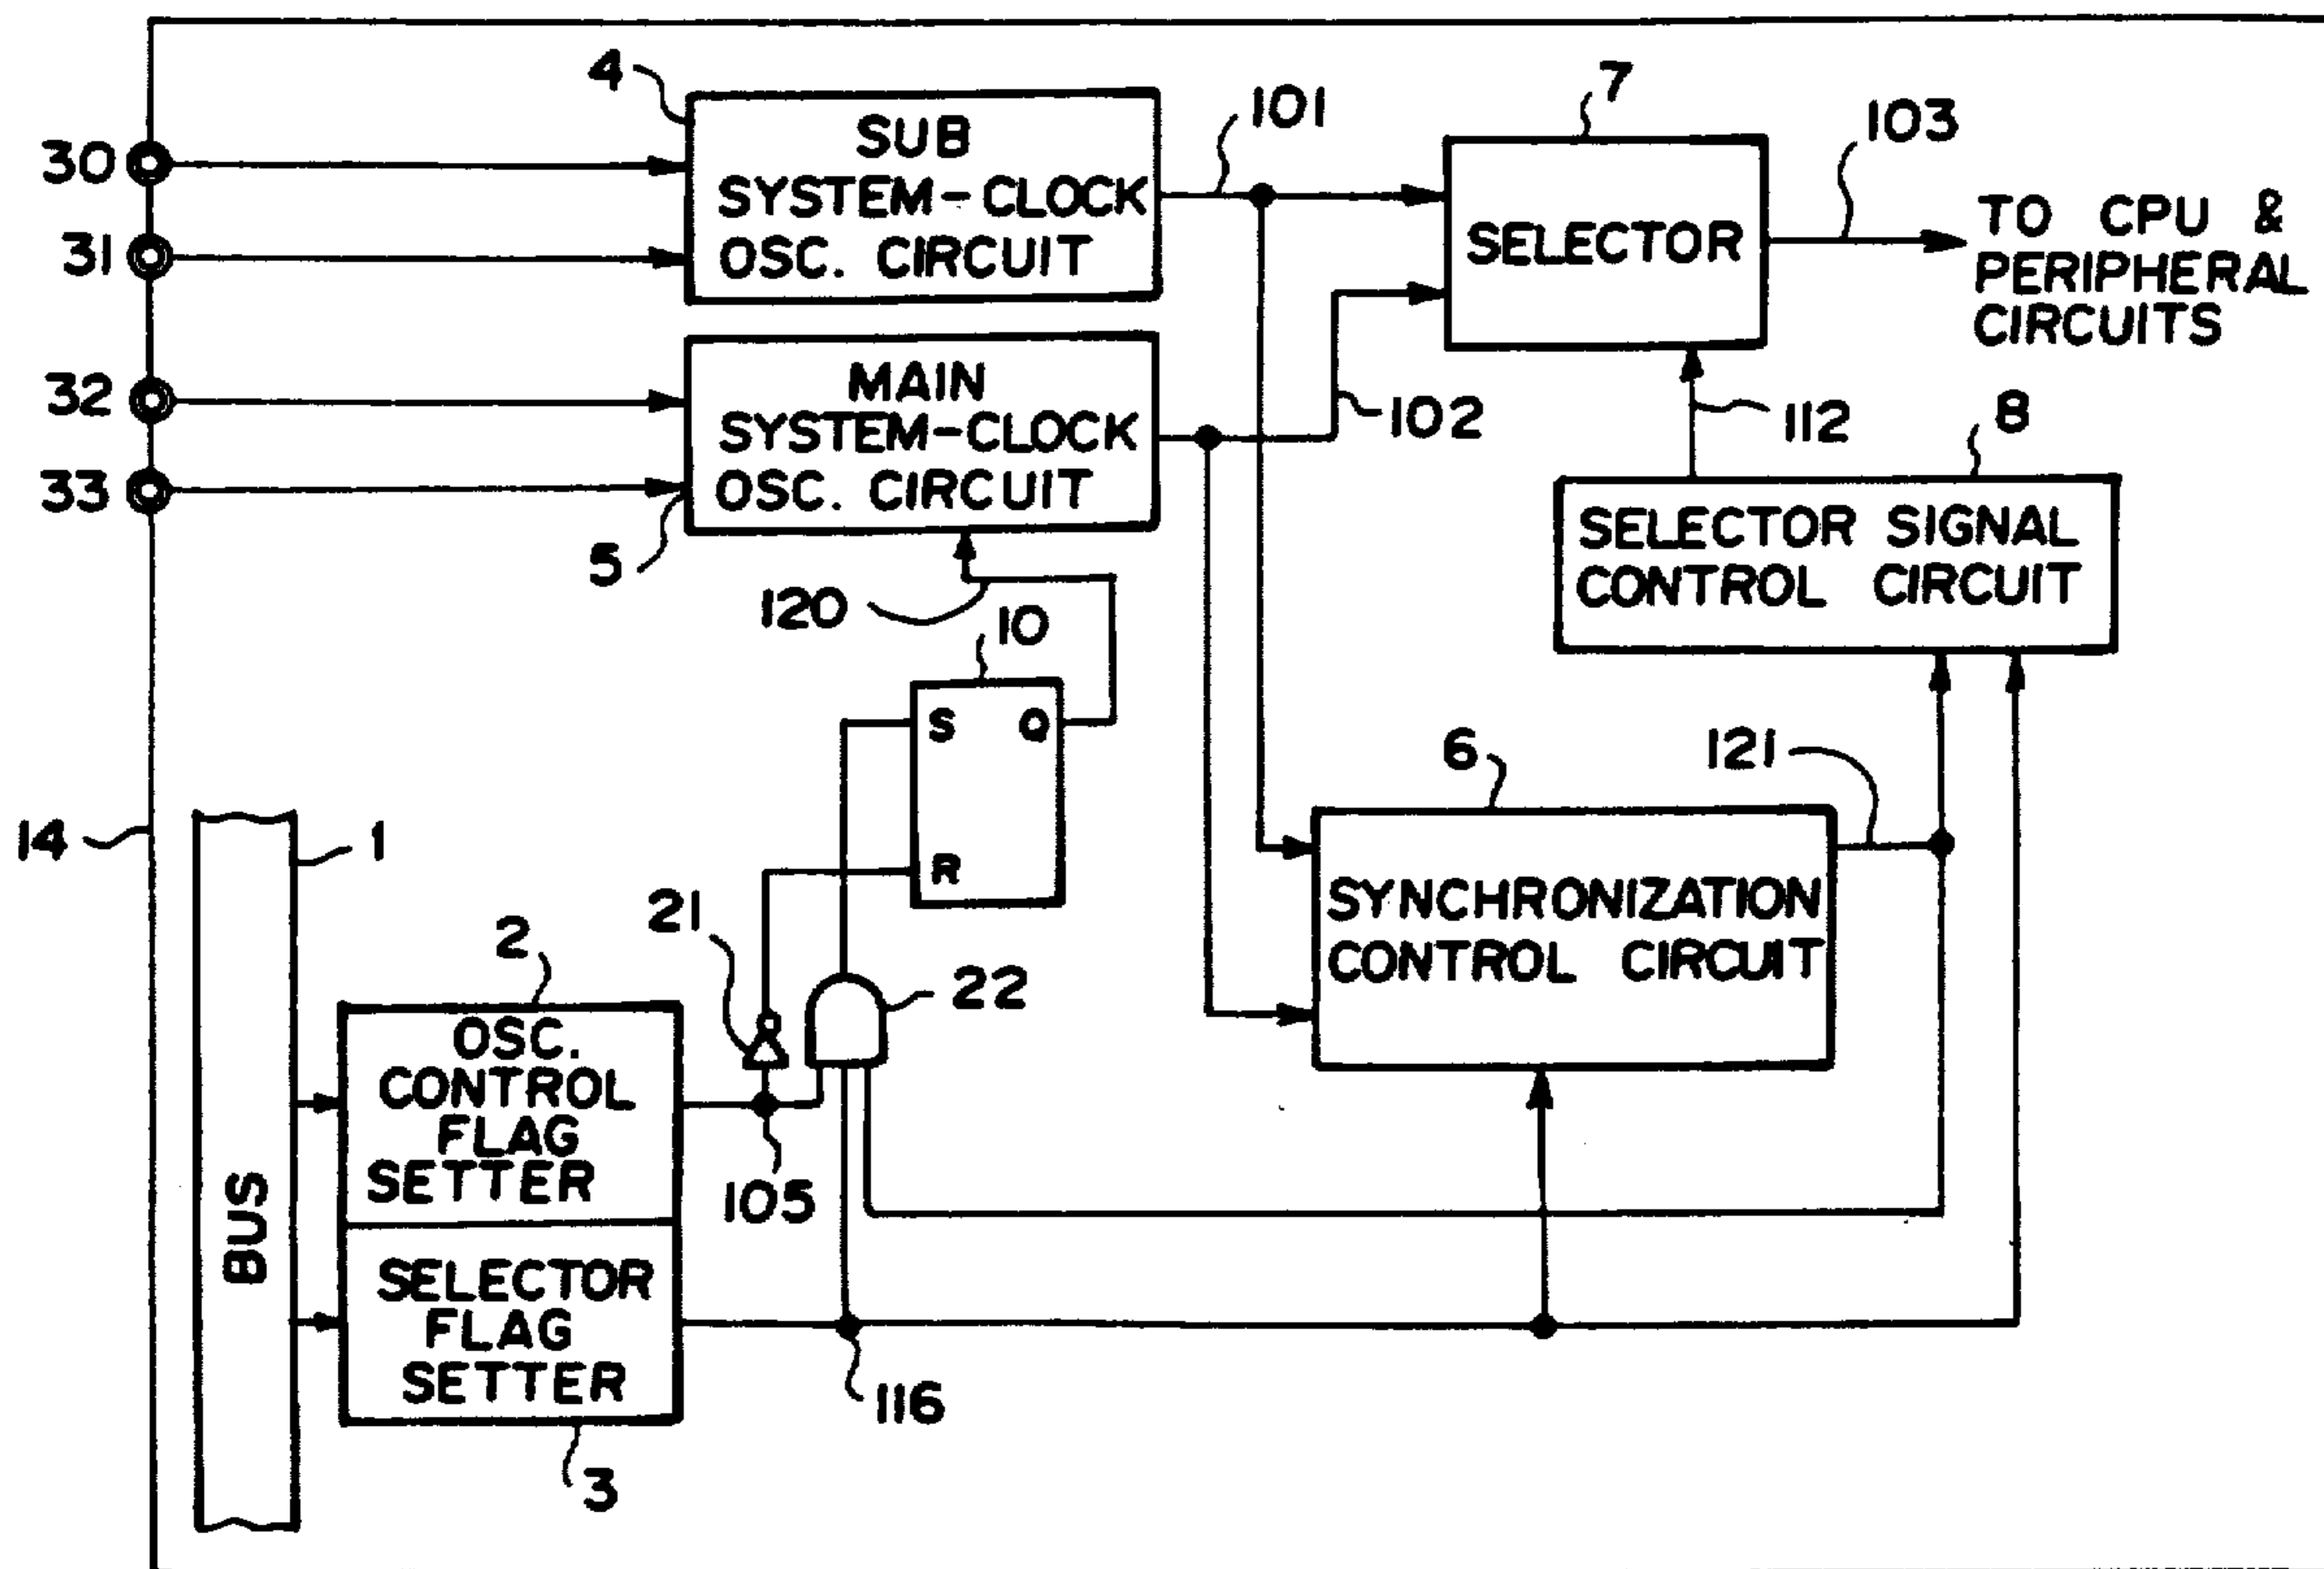 4
SUB
SYSTEM-CLOCK
OSC. CIRCUIT
101
7
SELECTOR
103
TO CPU &
PERIPHERAL
CIRCUITS
30
31
32
33
MAIN
SYSTEM-CLOCK
OSC. CIRCUIT
5
102
112
8
SELECTOR SIGNAL
CONTROL CIRCUIT
120
10
S Q
R
6
121
SYNCHRONIZATION
CONTROL CIRCUIT
14
1
BUS
21
22
2
OSC.
CONTROL
FLAG
SETTER
105
SELECTOR
FLAG
SETTER
116
3